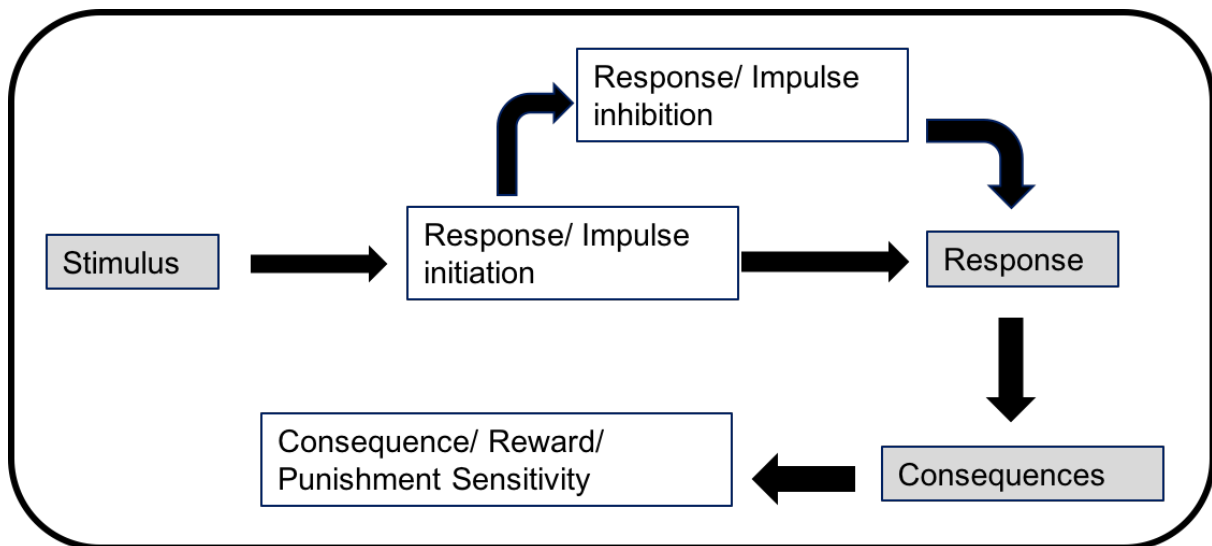 Response/ Impulse
inhibition
Stimulus
Response/ Impulse
initiation
Response
Consequence/ Reward/
Punishment Sensitivity
Consequences